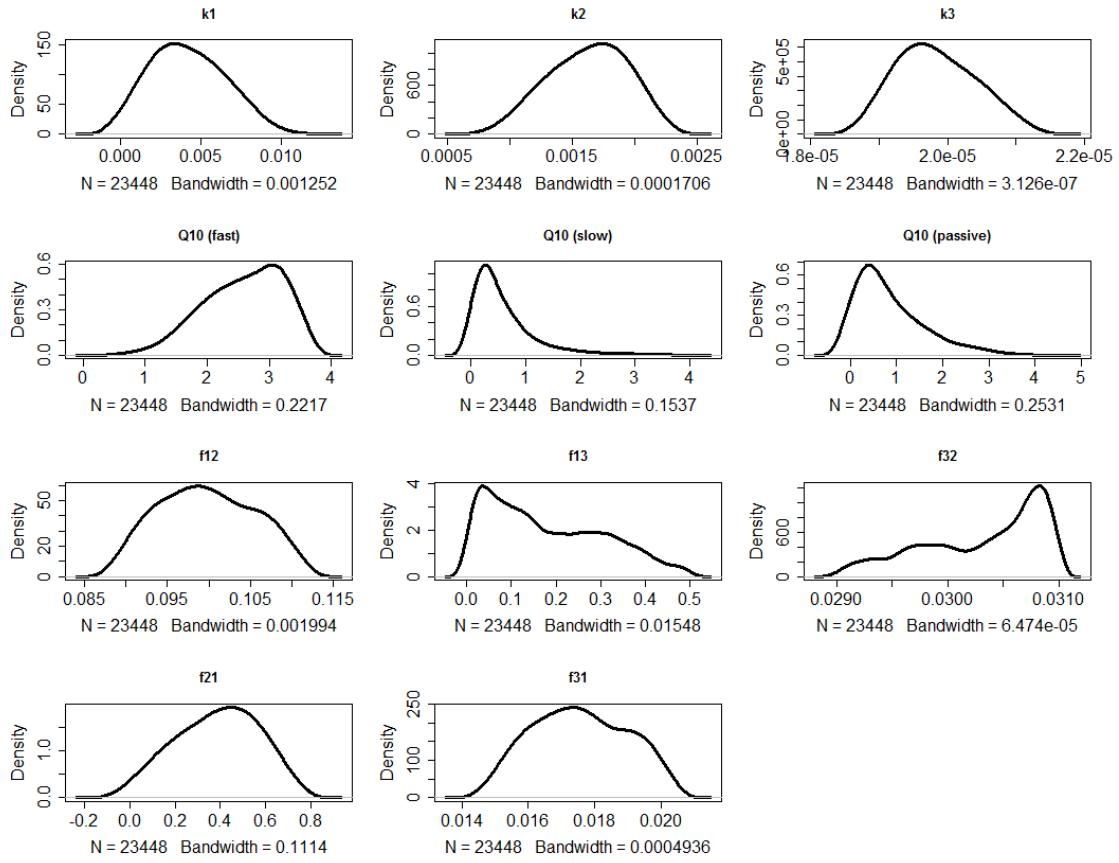 k1
k2
k3
Density
0 50 150
0.000 0.005 0.010
N = 23448 Bandwidth = 0.001252
Density
0 600
0.0005 0.0015 0.0025
N = 23448 Bandwidth = 0.0001706
Density
0e+00 5e+05
1.8e-05 2.0e-05 2.2e-05
N = 23448 Bandwidth = 3.126e-07
Q10 (fast)
Q10 (slow)
Q10 (passive)
Density
0.0 0.3 0.6
0 1 2 3 4
N = 23448 Bandwidth = 0.2217
Density
0.0 0.6
0 1 2 3 4
N = 23448 Bandwidth = 0.1537
Density
0.0 0.3 0.6
0 1 2 3 4 5
N = 23448 Bandwidth = 0.2531
f12
f13
f32
Density
0 20 50
0.085 0.095 0.105 0.115
N = 23448 Bandwidth = 0.001994
Density
0 2 4
0.0 0.1 0.2 0.3 0.4 0.5
N = 23448 Bandwidth = 0.01548
Density
0 600
0.0290 0.0300 0.0310
N = 23448 Bandwidth = 6.474e-05
f21
f31
Density
0.0 1.0
-0.2 0.0 0.2 0.4 0.6 0.8
N = 23448 Bandwidth = 0.1114
Density
0 100 250
0.014 0.016 0.018 0.020
N = 23448 Bandwidth = 0.0004936